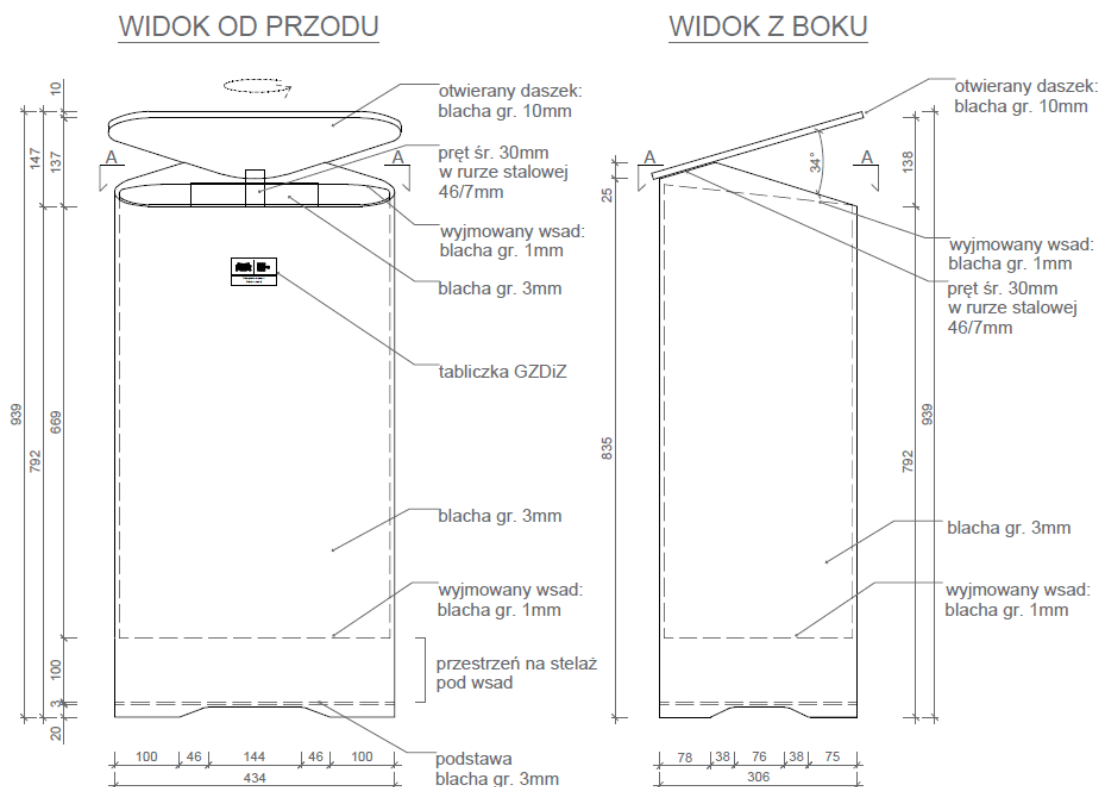 WIDOK OD PRZODU
otwierany daszek:
blacha gr. 10mm
pręt śr. 30mm
w rurze stalowej
46/7mm
wyjmowany wsad:
blacha gr. 1mm
blacha gr. 3mm
tabliczka GZDiZ
blacha gr. 3mm
wyjmowany wsad:
blacha gr. 1mm
przestrzeń na stelaż
pod wsad
podstawa
blacha gr. 3mm
A
A
10
147
137
939
792
669
100
3
20
100 46 144 46 100
434
WIDOK Z BOKU
otwierany daszek:
blacha gr. 10mm
A
A
34°
138
25
wyjmowany wsad:
blacha gr. 1mm
pręt śr. 30mm
w rurze stalowej
46/7mm
939
835
792
blacha gr. 3mm
wyjmowany wsad:
blacha gr. 1mm
78 38 76 38 75
306